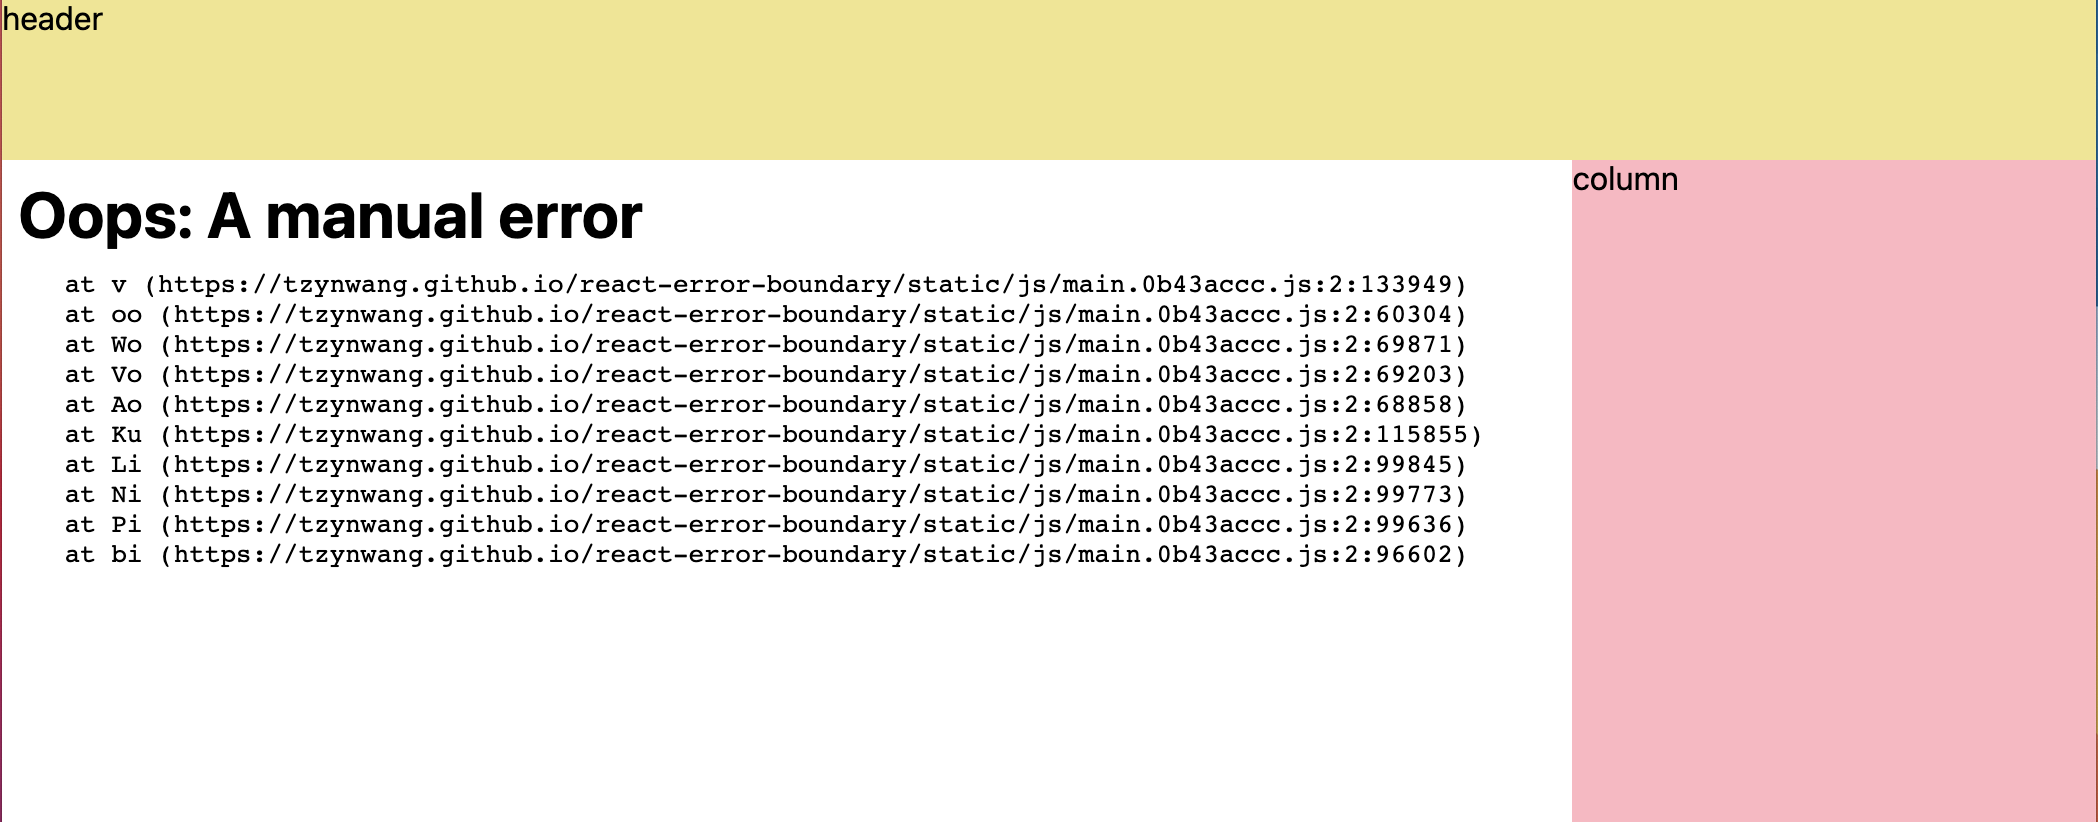 header
Oops: A manual error
at v (https://tzynwang.github.io/react-error-boundary/static/js/main.0b43accc.js:2:133949)
at oo (https://tzynwang.github.io/react-error-boundary/static/js/main.0b43accc.js:2:60304)
at Wo (https://tzynwang.github.io/react-error-boundary/static/js/main.0b43accc.js:2:69871)
at Vo (https://tzynwang.github.io/react-error-boundary/static/js/main.0b43accc.js:2:69203)
at Ao (https://tzynwang.github.io/react-error-boundary/static/js/main.0b43accc.js:2:68858)
at Ku (https://tzynwang.github.io/react-error-boundary/static/js/main.0b43accc.js:2:115855)
at Li (https://tzynwang.github.io/react-error-boundary/static/js/main.0b43accc.js:2:99845)
at Ni (https://tzynwang.github.io/react-error-boundary/static/js/main.0b43accc.js:2:99773)
at Pi (https://tzynwang.github.io/react-error-boundary/static/js/main.0b43accc.js:2:99636)
at bi (https://tzynwang.github.io/react-error-boundary/static/js/main.0b43accc.js:2:96602)
column